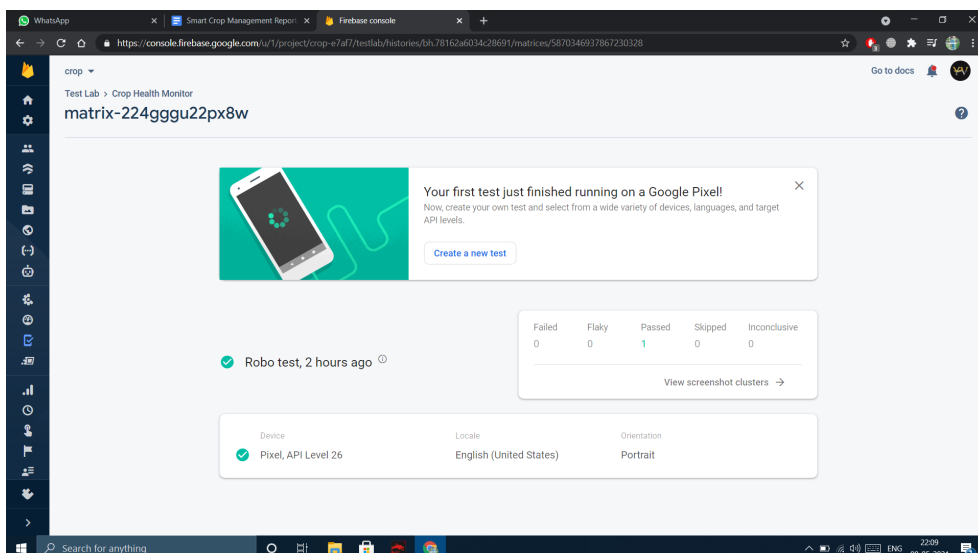 WhatsApp
Smart Crop Management Report
Firebase console
https://console.firebase.google.com/u/1/project/crop-e7af7/testlab/histories/bh.78162a6034c28691/matrices/5870346937867230328
crop
Go to docs
Test Lab > Crop Health Monitor
matrix-224gggu22px8w
Your first test just finished running on a Google Pixel!
Now, create your own test and select from a wide variety of devices, languages, and target
API levels.
Create a new test
Failed Flaky Passed Skipped Inconclusive
0 0 1 0 0
Robo test, 2 hours ago
View screenshot clusters →
Device Locale Orientation
Pixel, API Level 26 English (United States) Portrait
Search for anything
ENG
22:09